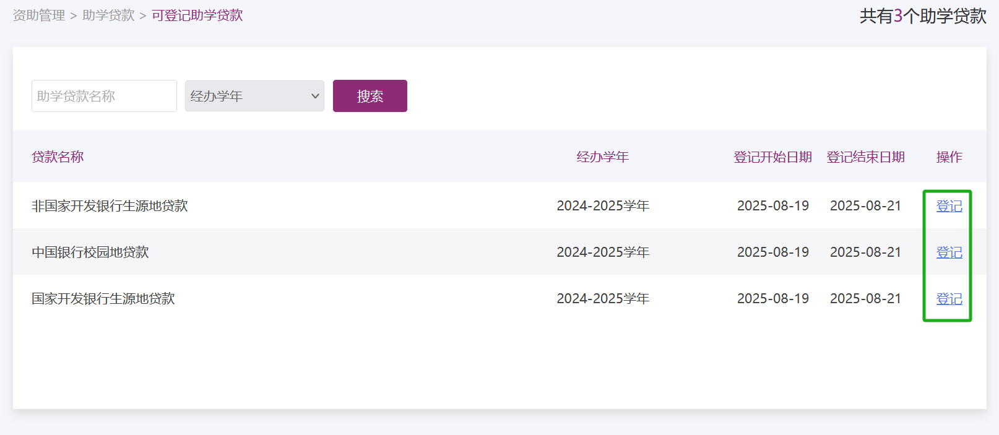 资助管理 > 助学贷款 > 可登记助学贷款
共有3个助学贷款
助学贷款名称 经办学年 搜索
贷款名称 经办学年 登记开始日期 登记结束日期 操作
非国家开发银行生源地贷款 2024-2025学年 2025-08-19 2025-08-21 登记
中国银行校园地贷款 2024-2025学年 2025-08-19 2025-08-21 登记
国家开发银行生源地贷款 2024-2025学年 2025-08-19 2025-08-21 登记